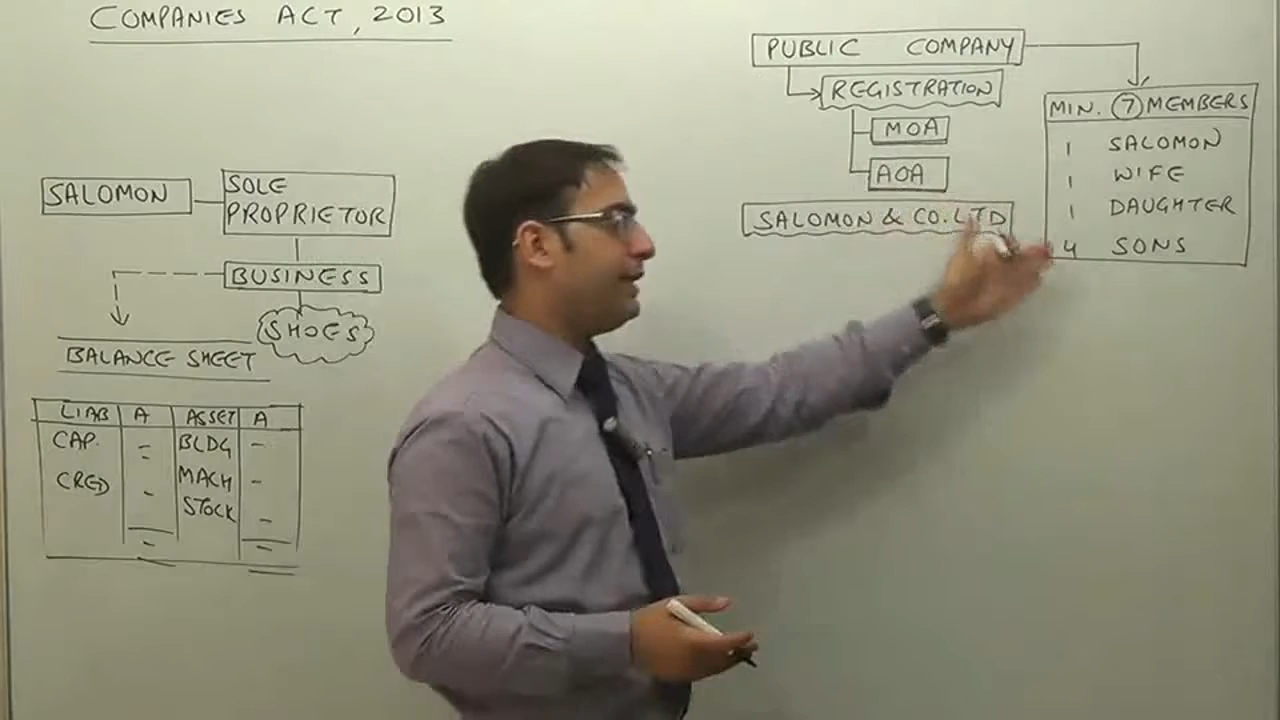 COMPANIES ACT, 2013
SALOMON
SOLE
PROPRIETOR
BUSINESS
SHOES
BALANCE SHEET
LIAB A ASSET A
CAP. BLDG
CRED MACH
STOCK
PUBLIC COMPANY
REGISTRATION
MOA
AOA
SALOMON & CO. LTD
MIN. 7 MEMBERS
1 SALOMON
1 WIFE
1 DAUGHTER
4 SONS